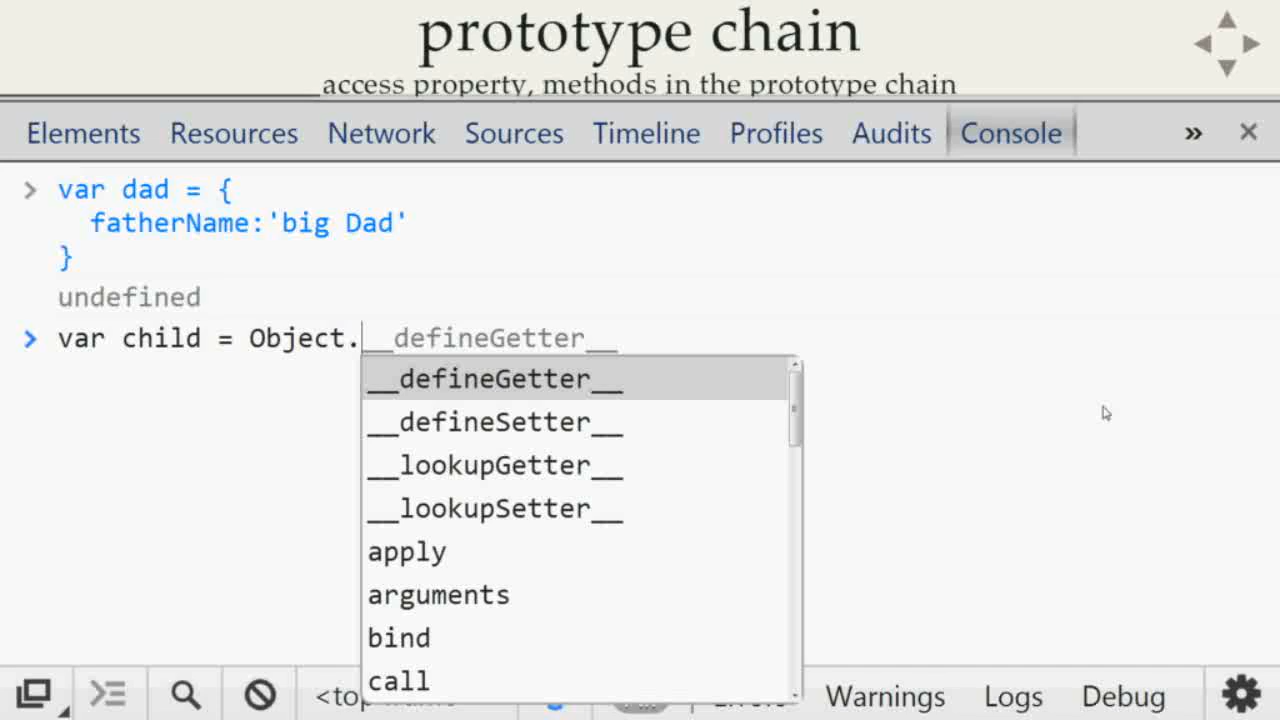 prototype chain
access property, methods in the prototype chain
Elements Resources Network Sources Timeline Profiles Audits Console » ×
> var dad = {
fatherName:'big Dad'
}
undefined
> var child = Object.__defineGetter__
__defineGetter__
__defineSetter__
__lookupGetter__
__lookupSetter__
apply
arguments
bind
call
Warnings Logs Debug